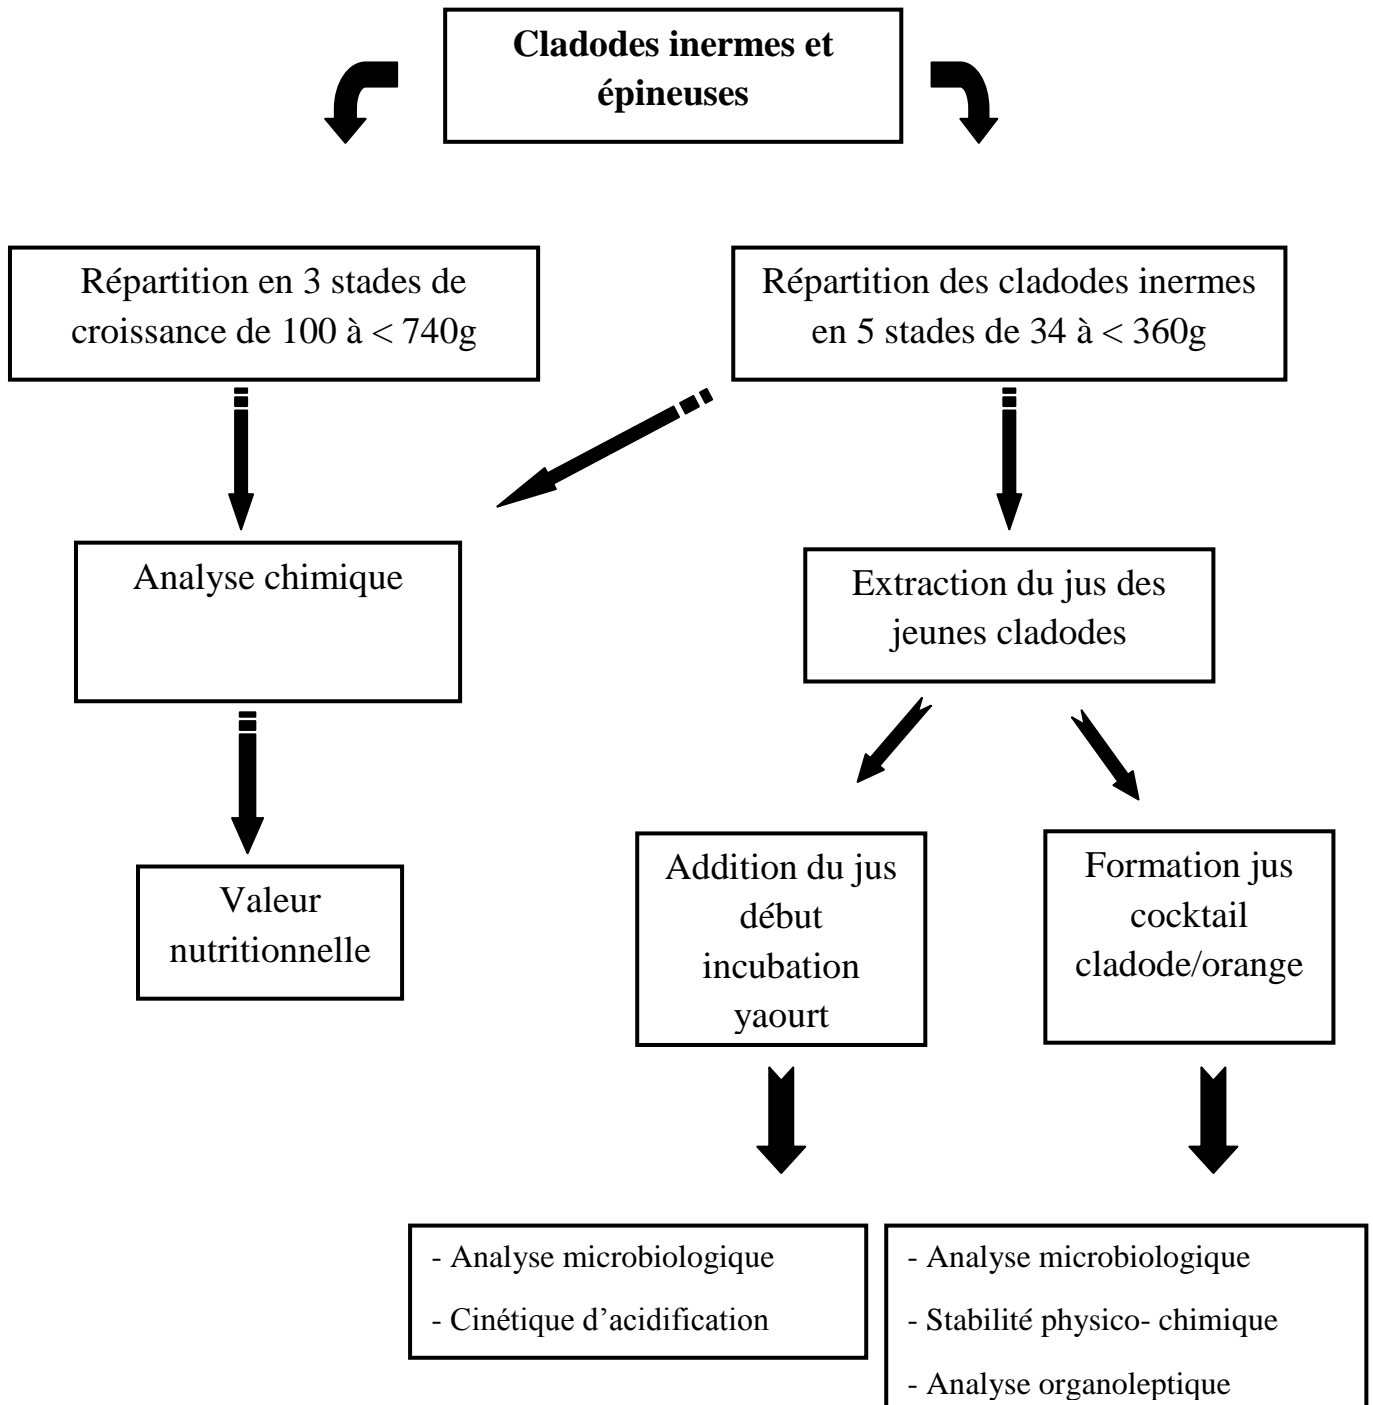 Cladodes inermes et
épineuses
Répartition en 3 stades de
croissance de 100 à < 740g
Répartition des cladodes inermes
en 5 stades de 34 à < 360g
Analyse chimique
Extraction du jus des
jeunes cladodes
Valeur
nutritionnelle
Addition du jus
début
incubation
yaourt
Formation jus
cocktail
cladode/orange
- Analyse microbiologique
- Cinétique d’acidification
- Analyse microbiologique
- Stabilité physico- chimique
- Analyse organoleptique